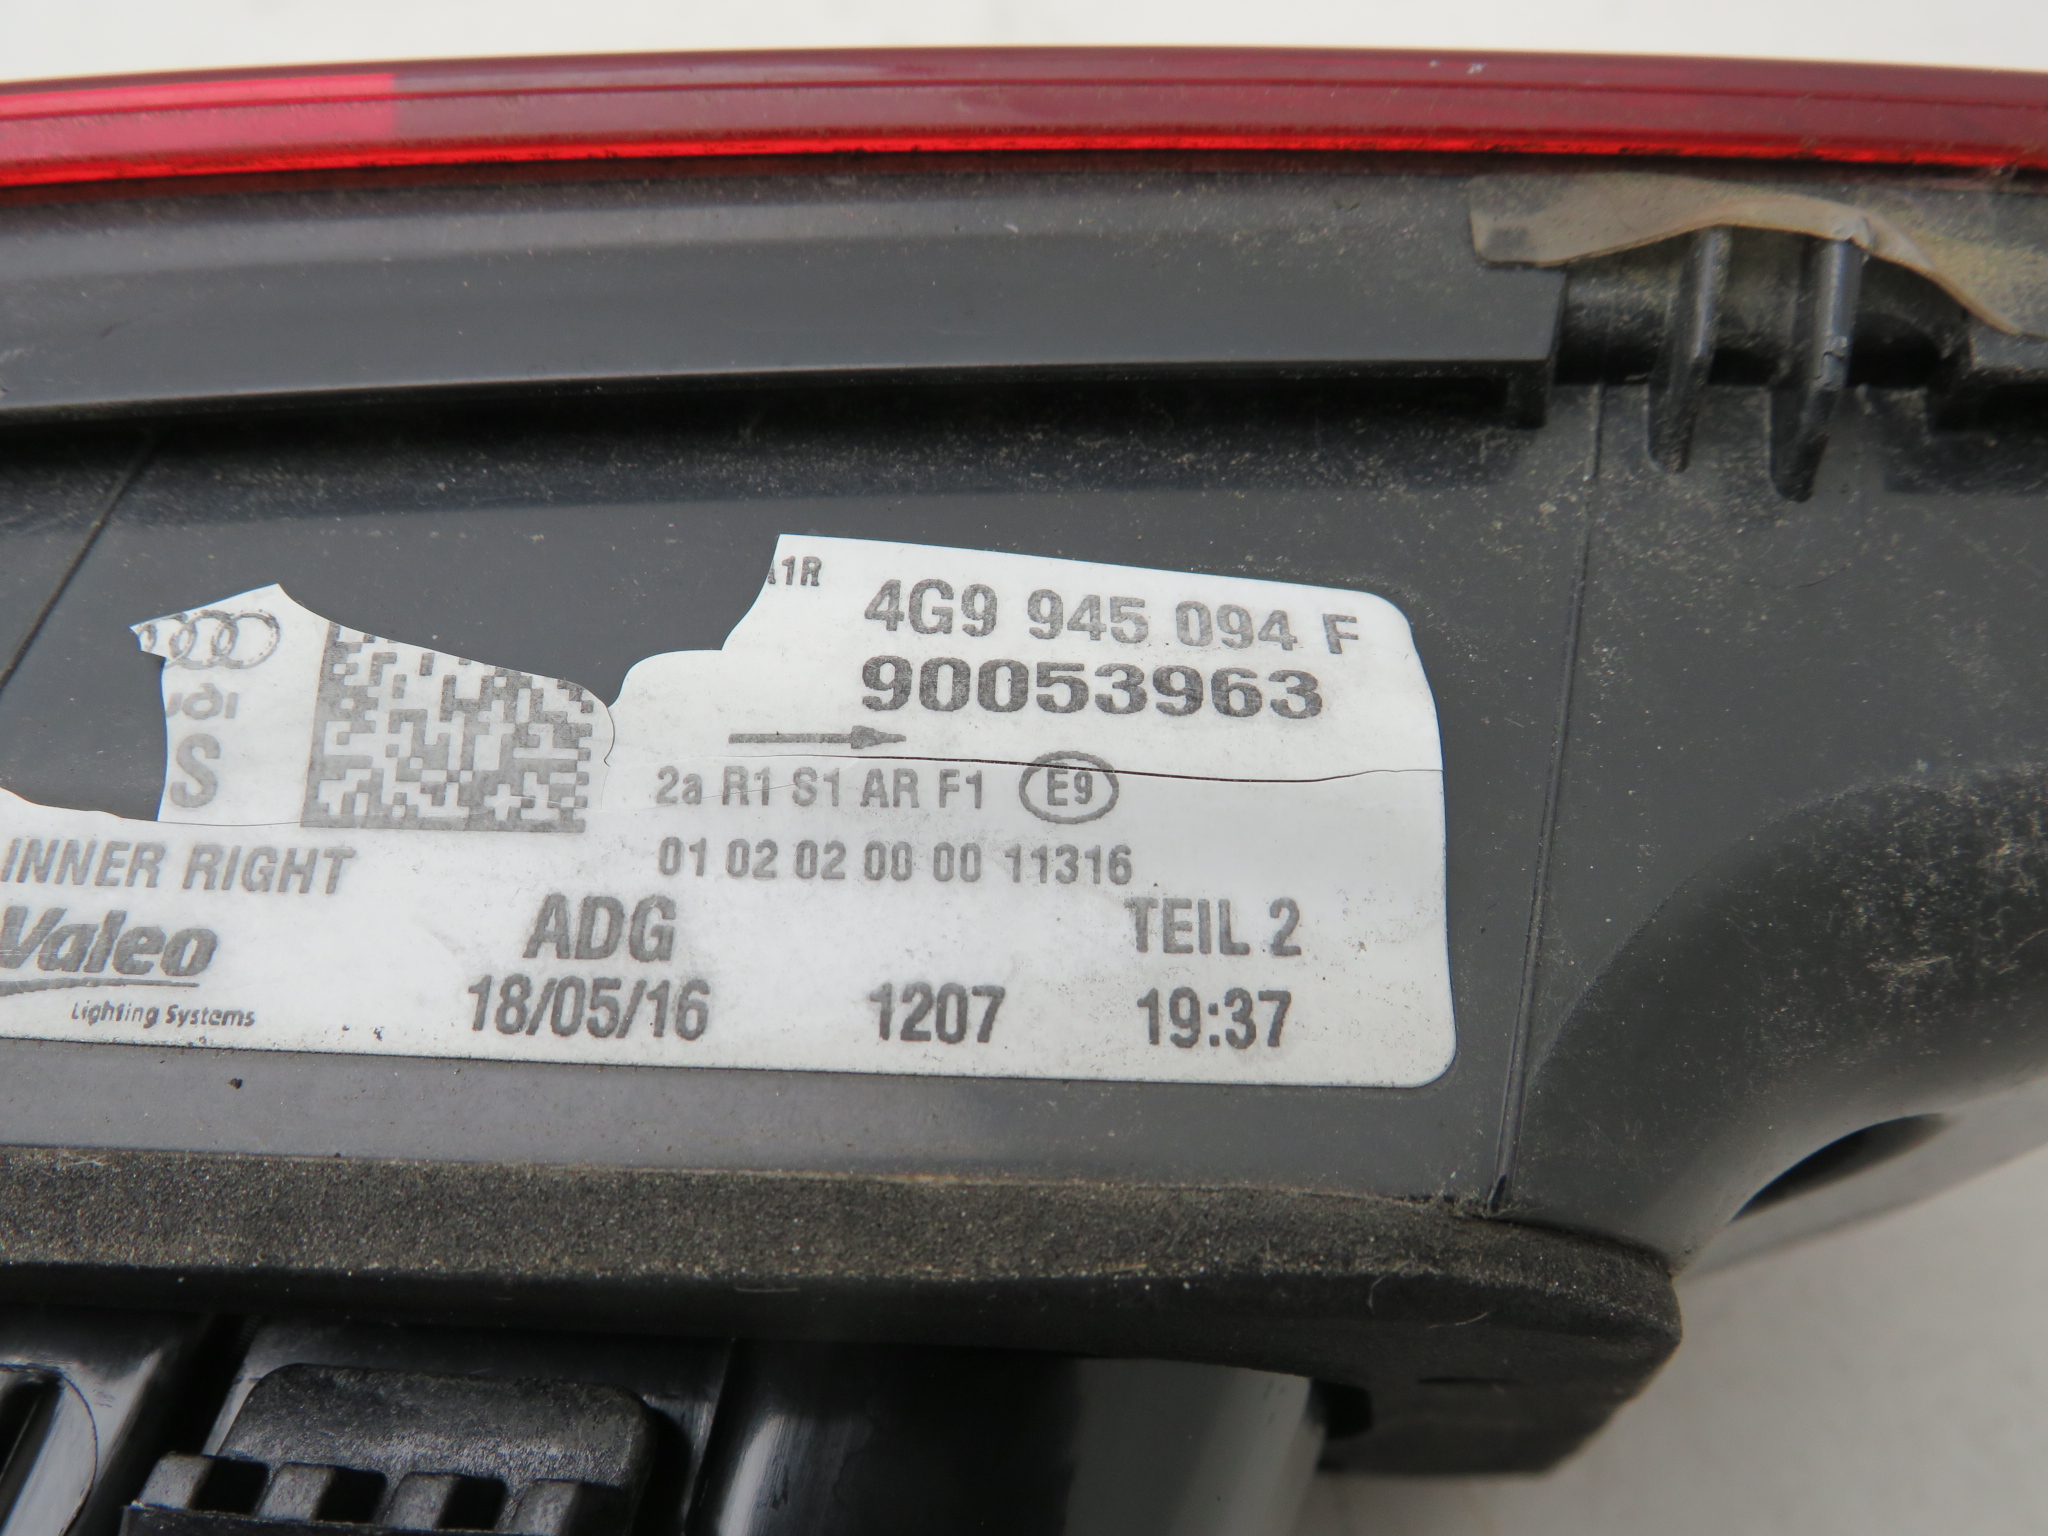 1R 4G9 945 094 F
90053963
S
2a R1 S1 AR F1 E9
01 02 02 00 00 11316
INNER RIGHT
Valeo
Lighting Systems
ADG
TEIL 2
18/05/16 1207 19:37